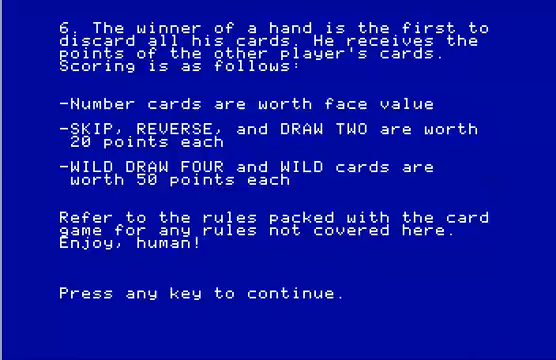 6. The winner of a hand is the first to
discard all his cards. He receives the
points of the other player's cards.
Scoring is as follows:
-Number cards are worth face value
-SKIP, REVERSE, and DRAW TWO are worth
20 points each
-WILD DRAW FOUR and WILD cards are
worth 50 points each
Refer to the rules packed with the card
game for any rules not covered here.
Enjoy, human!
Press any key to continue.